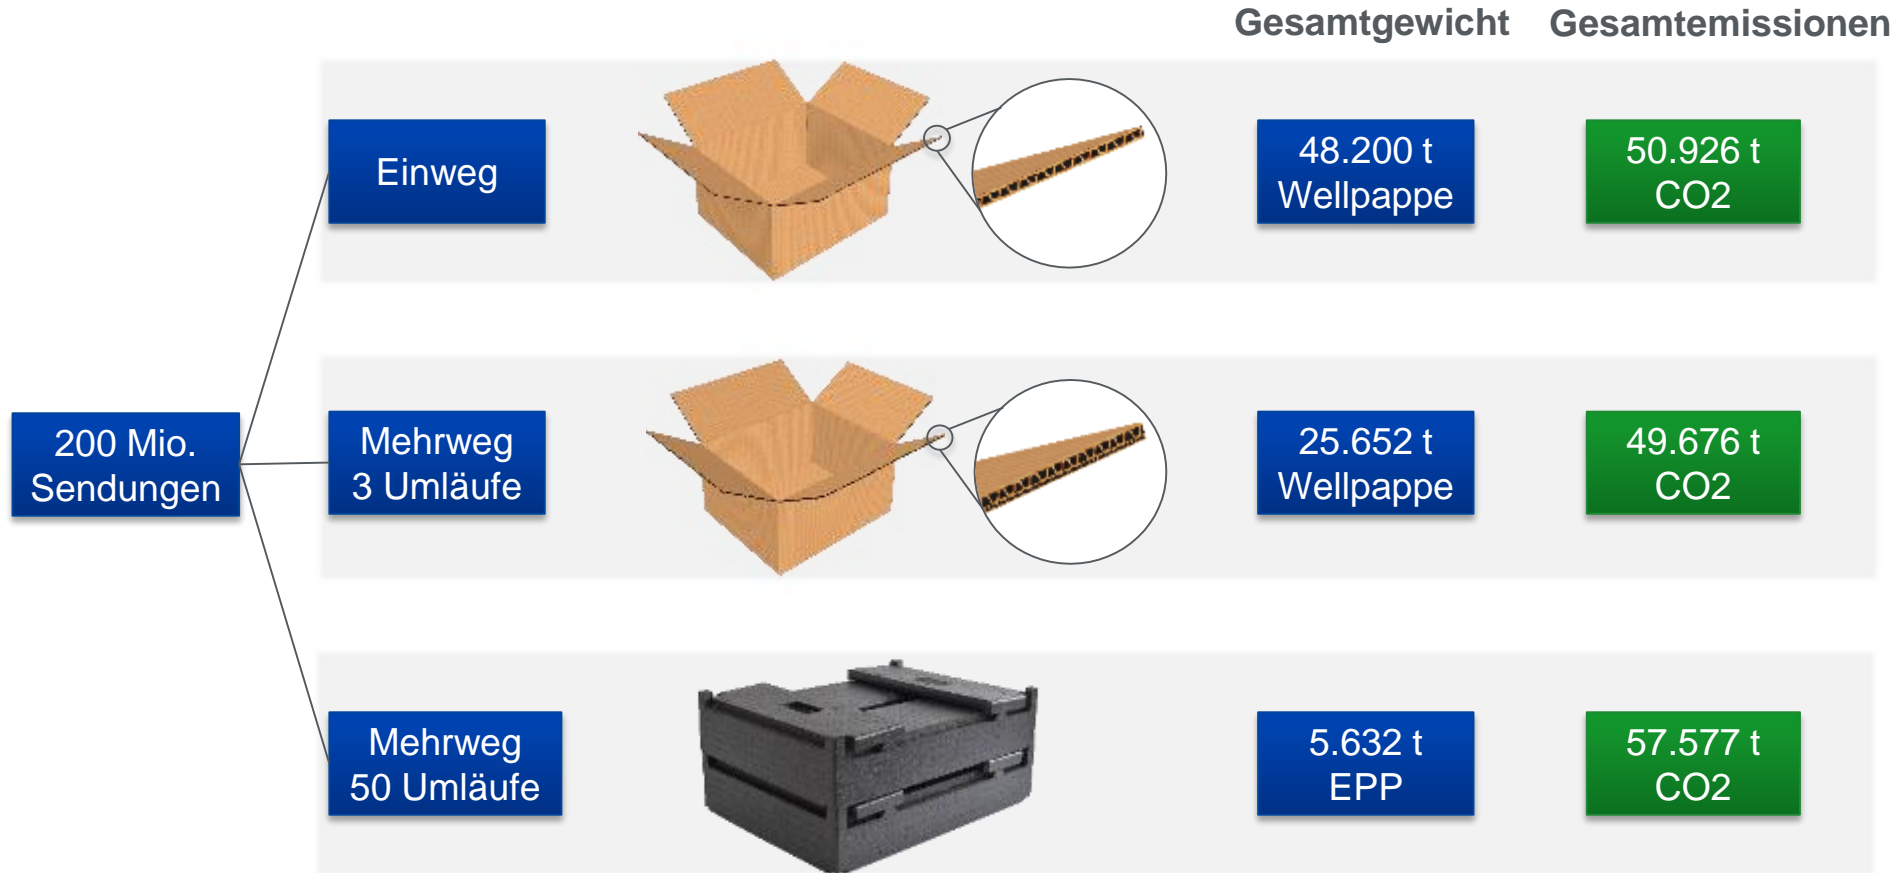 Gesamtgewicht
Gesamtemissionen
Einweg
48.200 t
Wellpappe
50.926 t
CO2
200 Mio.
Sendungen
Mehrweg
3 Umläufe
25.652 t
Wellpappe
49.676 t
CO2
Mehrweg
50 Umläufe
5.632 t
EPP
57.577 t
CO2